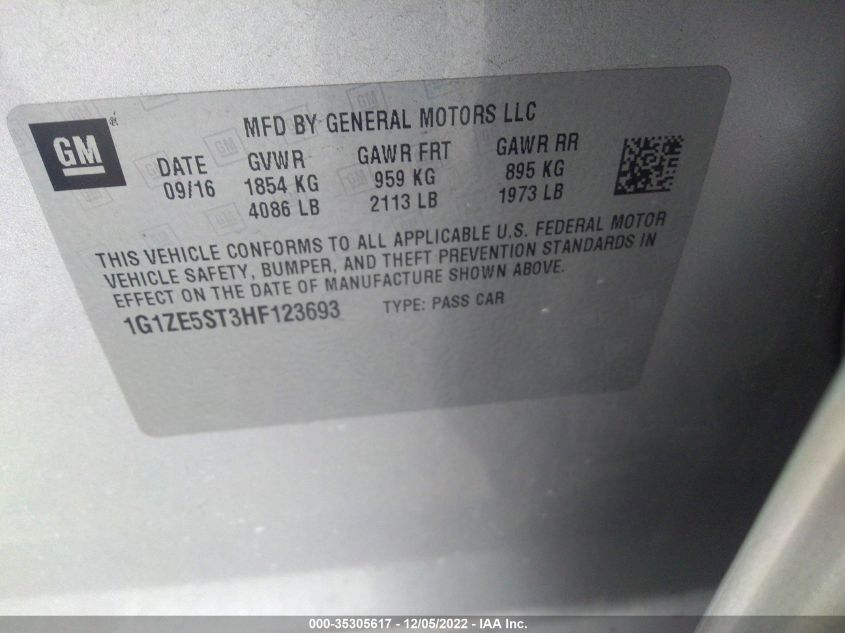 GM
MFD BY GENERAL MOTORS LLC
DATE GVWR GAWR FRT GAWR RR
09/16 1854 KG 959 KG 895 KG
4086 LB 2113 LB 1973 LB
THIS VEHICLE CONFORMS TO ALL APPLICABLE U.S. FEDERAL MOTOR
VEHICLE SAFETY, BUMPER, AND THEFT PREVENTION STANDARDS IN
EFFECT ON THE DATE OF MANUFACTURE SHOWN ABOVE.
1G1ZE5ST3HF123693 TYPE: PASS CAR
000-35305617 - 12/05/2022 - IAA Inc.